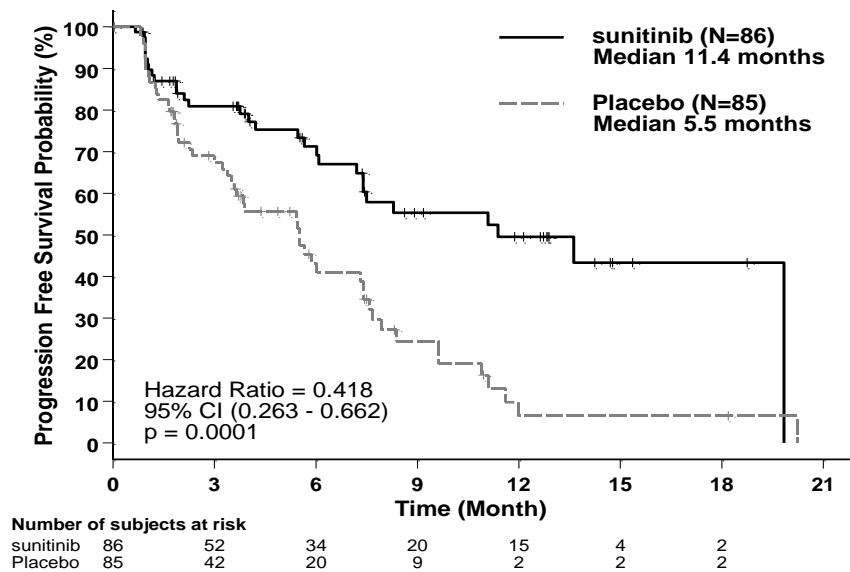 Progression Free Survival Probability (%)
100
90
80
70
60
50
40
30
20
10
0
sunitinib (N=86)
Median 11.4 months
Placebo (N=85)
Median 5.5 months
Hazard Ratio = 0.418
95% CI (0.263 - 0.662)
p = 0.0001
0 3 6 9 12 15 18 21
Time (Month)
Number of subjects at risk
sunitinib 86 52 34 20 15 4 2
Placebo 85 42 20 9 2 2 2